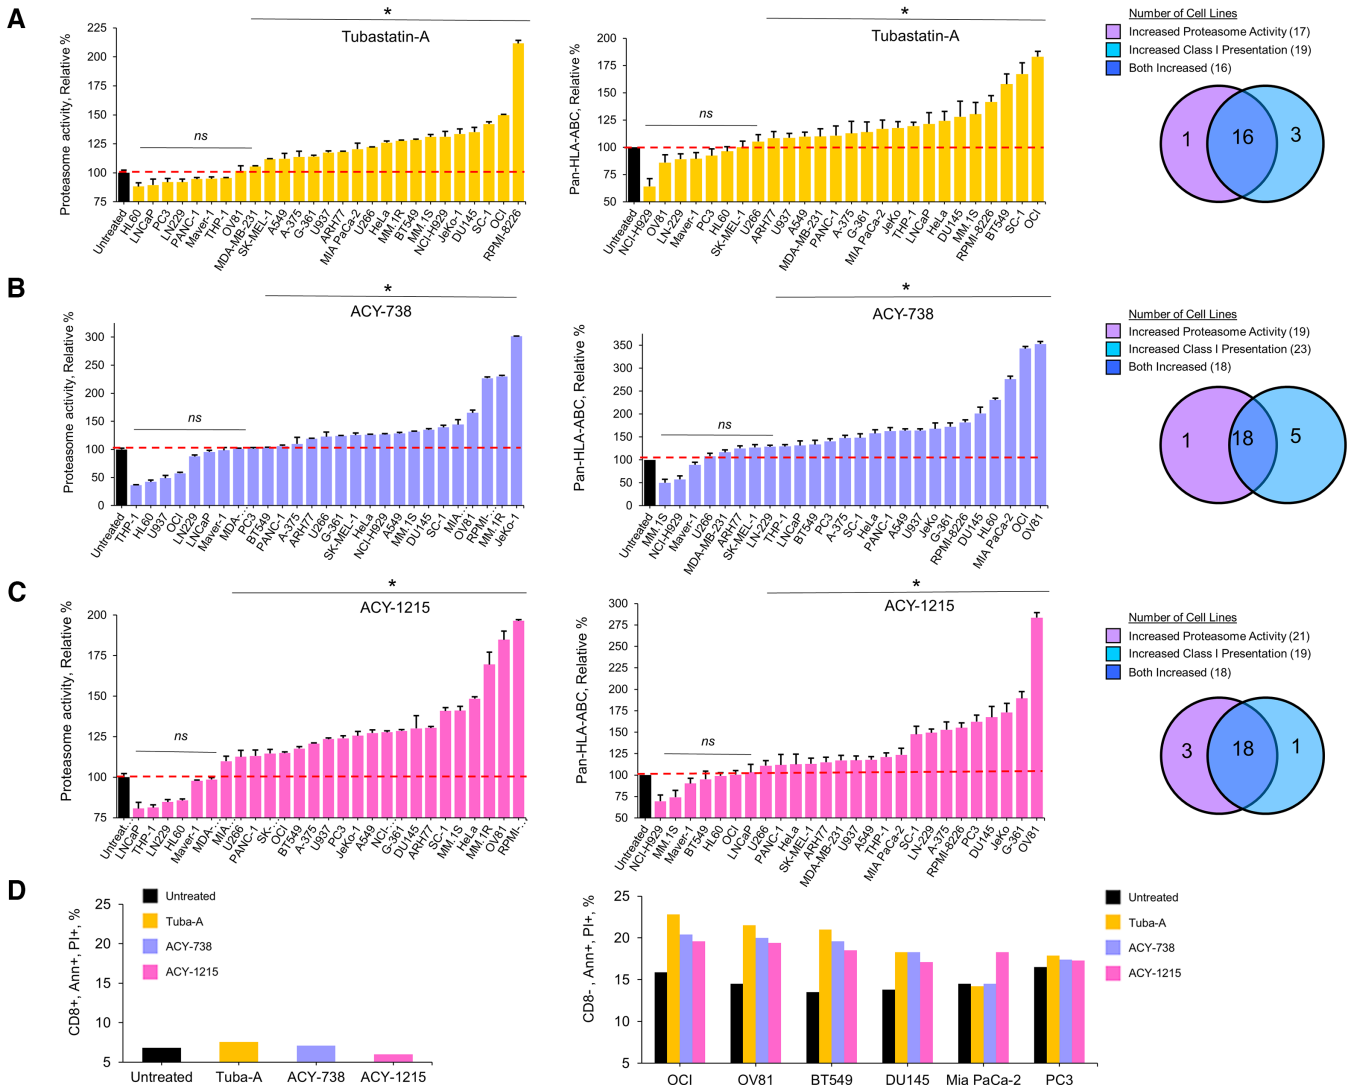 A
Proteasome activity, Relative %
225
200
175
150
125
100
75
*
Tubastatin-A
ns
Untreated
HL60
LNCaP
PC3
LN229
PANC-1
Maver-1
THP-1
OV81
MDA-MB-231
SK-MEL-1
A549
A-375
G-361
U937
ARH77
MIA PaCa-2
U266
HeLa
MM.1R
BT549
MM.1S
NCI-H929
JeKo-1
DU145
SC-1
OCI
RPMI-8226
Pan-HLA-ABC, Relative %
200
175
150
125
100
75
50
*
Tubastatin-A
ns
Untreated
NCI-H929
OV81
LN-229
Maver-1
PC3
HL60
SK-MEL-1
U266
ARH77
U937
A549
MDA-MB-231
PANC-1
A-375
G-361
MIA PaCa-2
JeKo
THP-1
LNCaP
HeLa
DU145
MM.1S
RPMI-8226
BT549
SC-1
OCI
Number of Cell Lines
Increased Proteasome Activity (17)
Increased Class I Presentation (19)
Both Increased (16)
1
16
3
B
Proteasome activity, Relative %
300
250
200
150
100
50
0
*
ACY-738
ns
Untreated
THP-1
HL60
U937
OCI
LN229
LNCaP
Maver-1
MDA-…
PC3
BT549
PANC-1
A-375
ARH77
U266
G-361
SK-MEL-1
HeLa
NCI-H929
A549
MM.1S
DU145
SC-1
MIA…
OV81
RPMI-…
MM.1R
JeKo-1
Pan-HLA-ABC, Relative %
350
300
250
200
150
100
50
0
*
ACY-738
ns
Untreated
MM.1S
NCI-H929
Maver-1
U266
MDA-MB-231
ARH77
SK-MEL-1
LN-229
THP-1
LNCaP
BT549
PC3
A-375
SC-1
HeLa
PANC-1
A549
U937
JeKo
G-361
RPMI-8226
DU145
HL60
MIA PaCa-2
OCI
OV81
Number of Cell Lines
Increased Proteasome Activity (19)
Increased Class I Presentation (23)
Both Increased (18)
1
18
5
C
Proteasome activity, Relative %
200
175
150
125
100
75
*
ACY-1215
ns
Untreat…
LNCaP
THP-1
LN229
HL60
Maver-1
MDA-…
MIA…
U266
PANC-1
SK-…
OCI
BT549
A-375
U937
PC3
JeKo-1
A549
NCI-…
G-361
DU145
ARH77
SC-1
MM.1S
HeLa
MM.1R
OV81
RPMI-…
Pan-HLA-ABC, Relative %
300
275
250
225
200
175
150
125
100
75
50
*
ACY-1215
ns
Untreated
NCI-H929
MM.1S
Maver-1
BT549
HL60
OCI
LNCaP
U266
PANC-1
HeLa
SK-MEL-1
ARH77
MDA-MB-231
U937
A549
THP-1
MIA PaCa-2
SC-1
LN-229
A-375
RPMI-8226
PC3
DU145
JeKo
G-361
OV81
Number of Cell Lines
Increased Proteasome Activity (21)
Increased Class I Presentation (19)
Both Increased (18)
3
18
1
D
CD8+, Ann+, PI+, %
25
20
15
10
5
Untreated
Tuba-A
ACY-738
ACY-1215
Untreated
Tuba-A
ACY-738
ACY-1215
CD8- , Ann+, PI+, %
25
20
15
10
5
OCI
OV81
BT549
DU145
Mia PaCa-2
PC3
Untreated
Tuba-A
ACY-738
ACY-1215